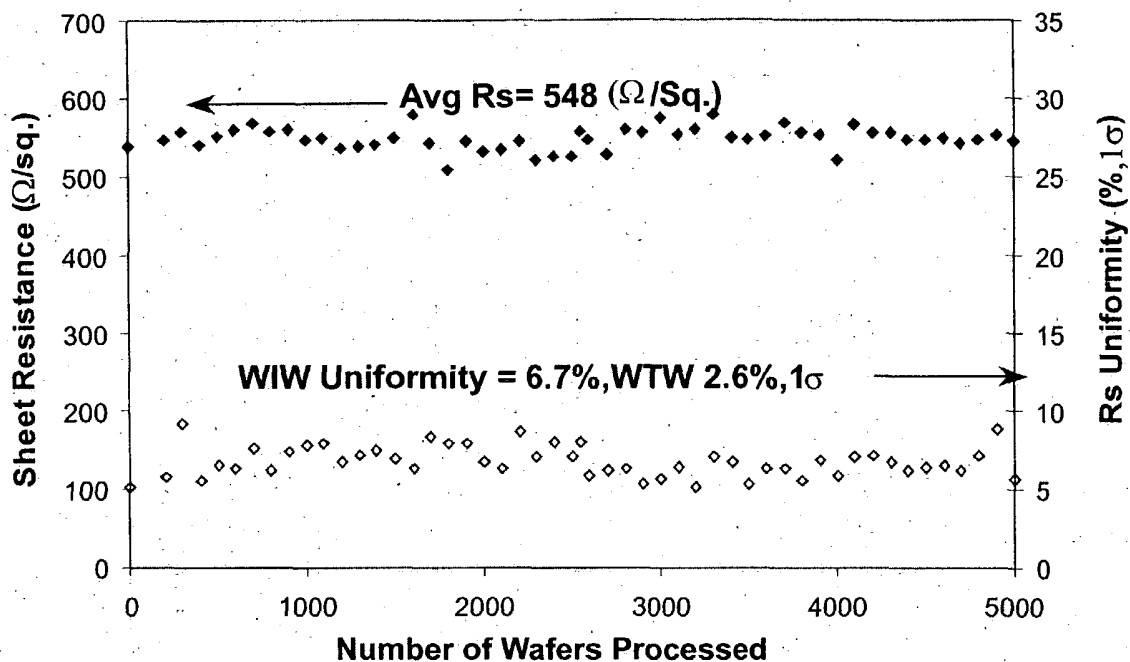 700
600
500
400
300
200
100
0
Sheet Resistance (Ω/sq.)
Avg Rs= 548 (Ω/Sq.)
WIW Uniformity = 6.7%,WTW 2.6%,1σ
35
30
25
20
15
10
5
0
Rs Uniformity (%,1σ)
0 1000 2000 3000 4000 5000
Number of Wafers Processed